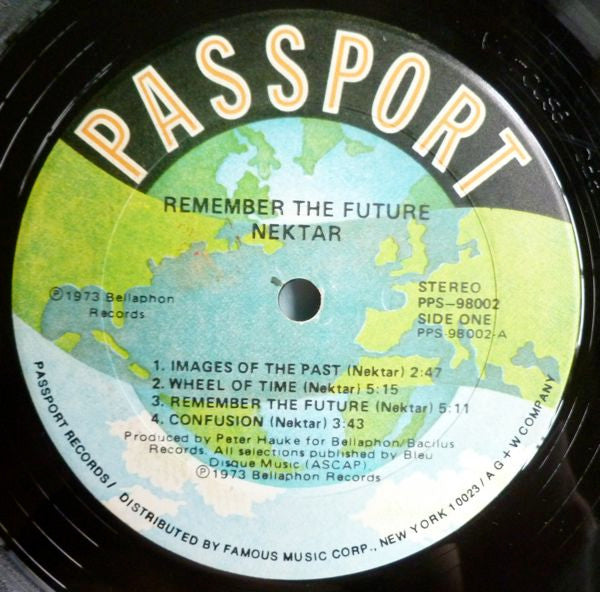 PASSPORT
REMEMBER THE FUTURE
NEKTAR
℗1973 Bellaphon
Records
STEREO
PPS-98002
SIDE ONE
PPS-98002-A
1. IMAGES OF THE PAST (Nektar) 2:47
2. WHEEL OF TIME (Nektar) 5:15
3. REMEMBER THE FUTURE (Nektar) 5:11
4. CONFUSION (Nektar) 3:43
Produced by Peter Hauke for Bellaphon/Bacilus
Records. All selections published by Bleu
Disque Music (ASCAP)
℗1973 Bellaphon Records
PASSPORT RECORDS/ DISTRIBUTED BY FAMOUS MUSIC CORP., NEW YORK 10023/A G+W COMPANY